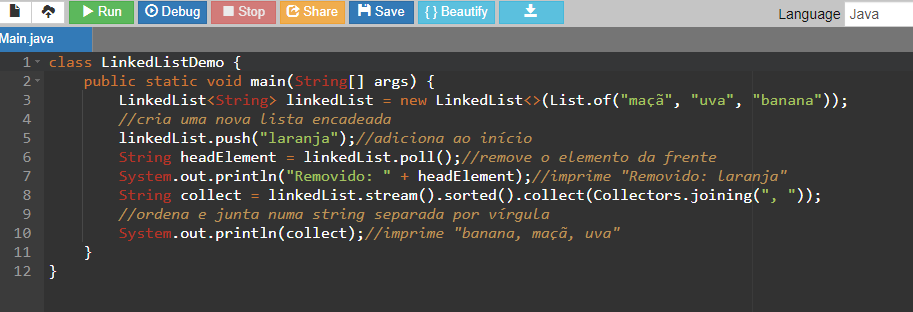 Run Debug Stop Share Save { } Beautify Language Java
Main.java
1 class LinkedListDemo {
2 public static void main(String[] args) {
3 LinkedList<String> linkedList = new LinkedList<>(List.of("maçã", "uva", "banana"));
4 //cria uma nova lista encadeada
5 linkedList.push("laranja");//adiciona ao início
6 String headElement = linkedList.poll();//remove o elemento da frente
7 System.out.println("Removido: " + headElement);//imprime "Removido: laranja"
8 String collect = linkedList.stream().sorted().collect(Collectors.joining(", "));
9 //ordena e junta numa string separada por vírgula
10 System.out.println(collect);//imprime "banana, maçã, uva"
11 }
12 }